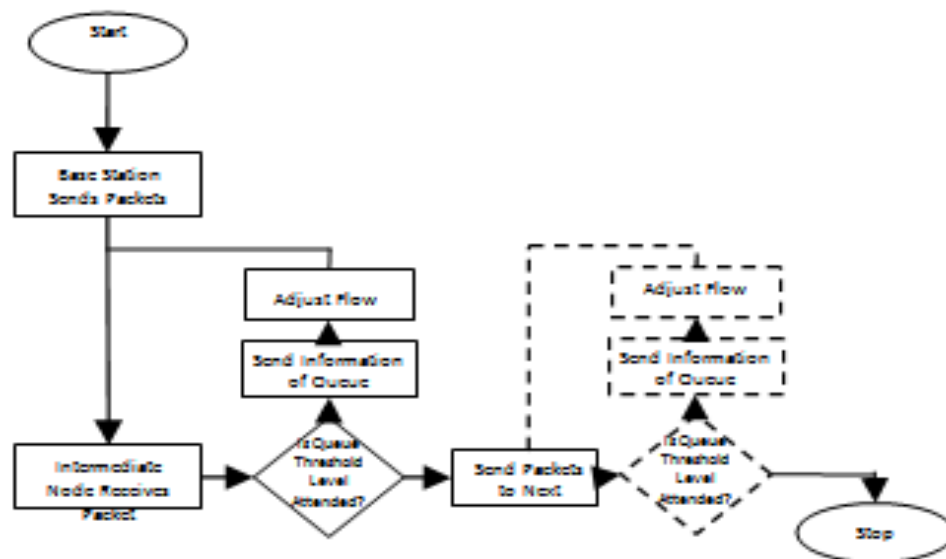 Start
Base Station
Sends Packets
Adjust Flow
Send Information
of Queue
Intermediate
Node Receives
Packet
Is Queue
Threshold
Level
Attended?
Send Packets
to Next
Adjust Flow
Send Information
of Queue
Is Queue
Threshold
Level
Attended?
Stop